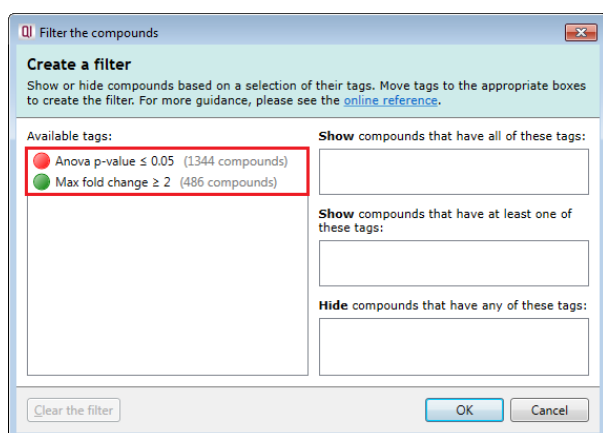 QI Filter the compounds
Create a filter
Show or hide compounds based on a selection of their tags. Move tags to the appropriate boxes
to create the filter. For more guidance, please see the online reference.
Available tags:
Anova p-value ≤ 0.05 (1344 compounds)
Max fold change ≥ 2 (486 compounds)
Show compounds that have all of these tags:
Show compounds that have at least one of
these tags:
Hide compounds that have any of these tags:
Clear the filter
OK
Cancel